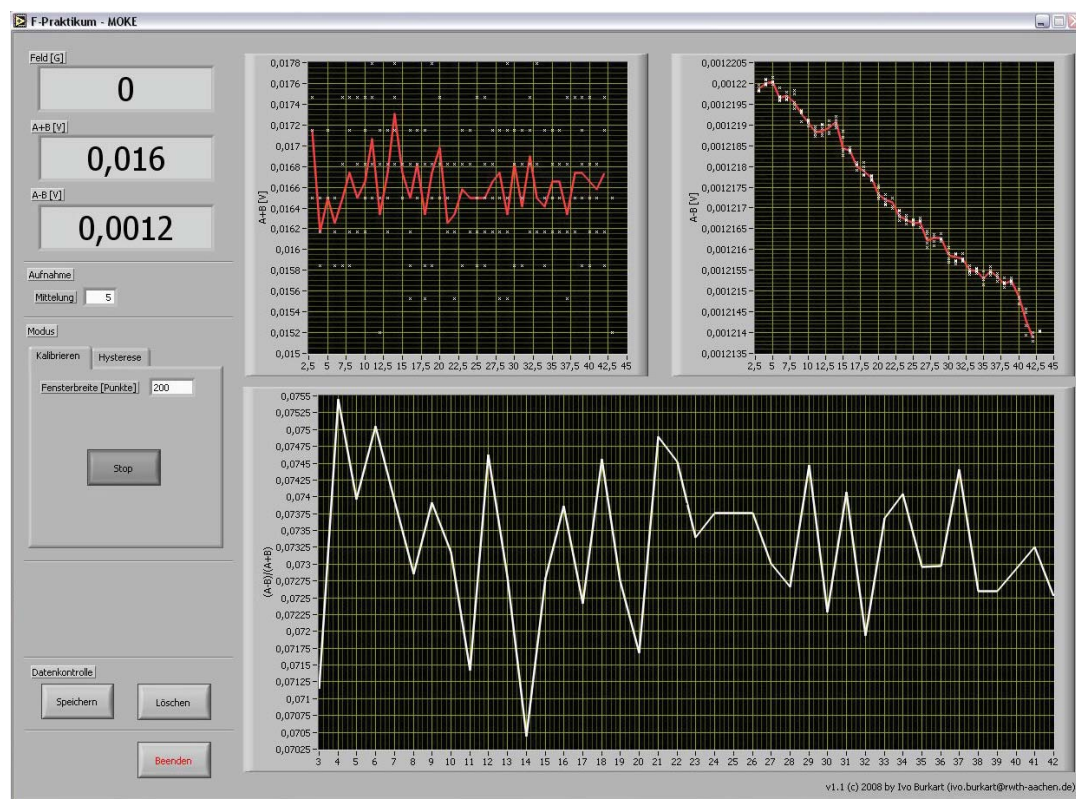 F-Praktikum - MOKE
Feld [G]
0
A+B [V]
0,016
A-B [V]
0,0012
Aufnahme
Mittelung 5
Modus
Kalibrieren Hysterese
Fensterbreite [Punkte] 200
Stop
Datenkontrolle
Speichern Löschen
Beenden
A+B [V]
0,0178
0,0176
0,0174
0,0172
0,017
0,0168
0,0166
0,0164
0,0162
0,016
0,0158
0,0156
0,0154
0,0152
0,015
2,5 5 7,5 10 12,5 15 17,5 20 22,5 25 27,5 30 32,5 35 37,5 40 42,5 45
A-B [V]
0,0012205
0,00122
0,0012195
0,001219
0,0012185
0,001218
0,0012175
0,001217
0,0012165
0,001216
0,0012155
0,001215
0,0012145
0,001214
0,0012135
2,5 5 7,5 10 12,5 15 17,5 20 22,5 25 27,5 30 32,5 35 37,5 40 42,5 45
(A-B)/(A+B)
0,0755
0,07525
0,075
0,07475
0,0745
0,07425
0,074
0,07375
0,0735
0,07325
0,073
0,07275
0,0725
0,07225
0,072
0,07175
0,0715
0,07125
0,071
0,07075
0,0705
0,07025
3 4 5 6 7 8 9 10 11 12 13 14 15 16 17 18 19 20 21 22 23 24 25 26 27 28 29 30 31 32 33 34 35 36 37 38 39 40 41 42
v1.1 (c) 2008 by Ivo Burkart (ivo.burkart@rwth-aachen.de)